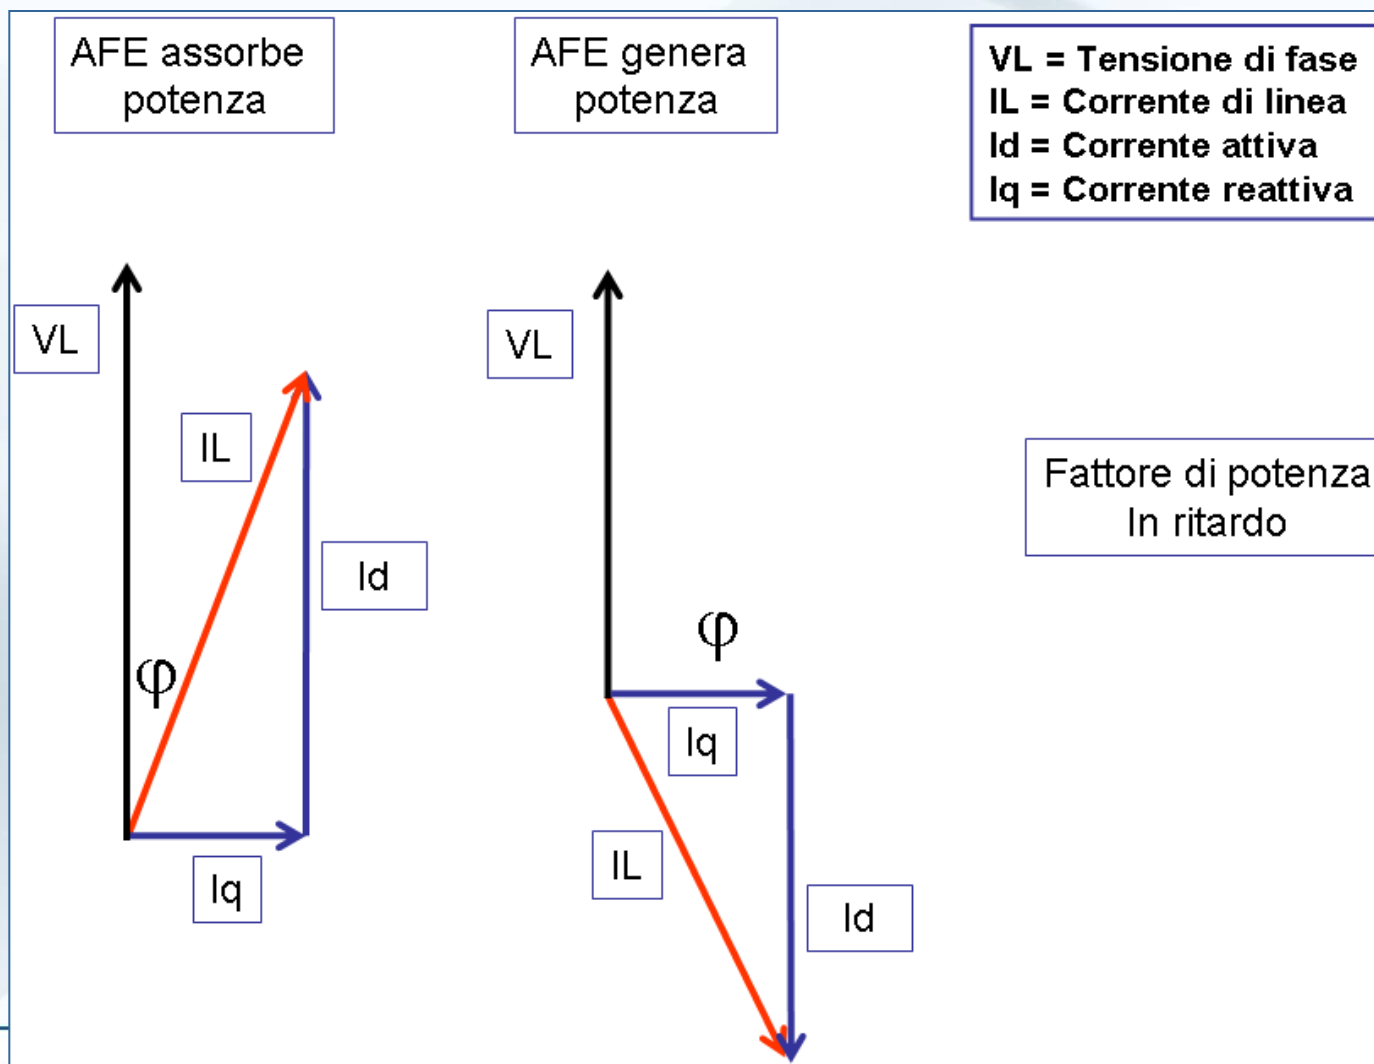 AFE assorbe
potenza
AFE genera
potenza
VL = Tensione di fase
IL = Corrente di linea
Id = Corrente attiva
Iq = Corrente reattiva
VL
IL
Id
φ
Iq
VL
φ
Iq
IL
Id
Fattore di potenza
In ritardo